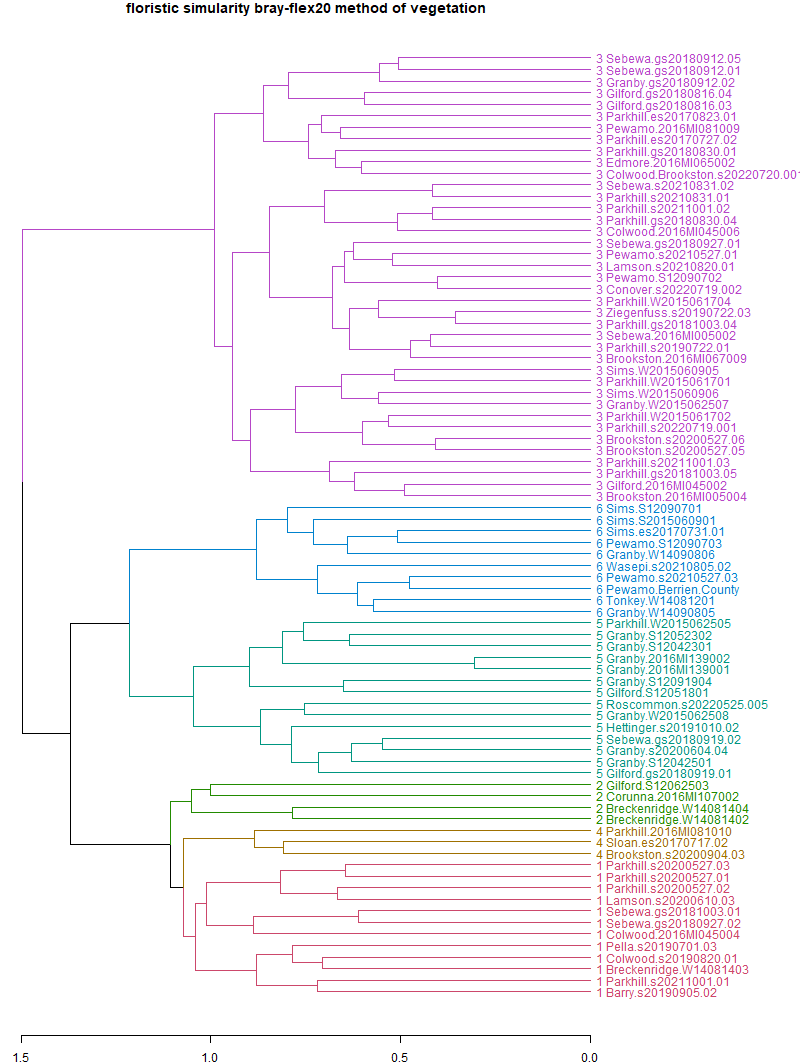 floristic simularity bray-flex20 method of vegetation
3 Sebewa.gs20180912.05
3 Sebewa.gs20180912.01
3 Granby.gs20180912.02
3 Gilford.gs20180816.04
3 Gilford.gs20180816.03
3 Parkhill.es20170823.01
3 Pewamo.2016MI081009
3 Parkhill.es20170727.02
3 Parkhill.gs20180830.01
3 Edmore.2016MI065002
3 Colwood.Brookston.s20220720.001
3 Sebewa.s20210831.02
3 Parkhill.s20210831.01
3 Parkhill.s20211001.02
3 Parkhill.gs20180830.04
3 Colwood.2016MI045006
3 Sebewa.gs20180927.01
3 Pewamo.s20210527.01
3 Lamson.s20210820.01
3 Pewamo.S12090702
3 Conover.s20220719.002
3 Parkhill.W2015061704
3 Ziegenfuss.s20190722.03
3 Parkhill.gs20181003.04
3 Sebewa.2016MI005002
3 Parkhill.s20190722.01
3 Brookston.2016MI067009
3 Sims.W2015060905
3 Parkhill.W2015061701
3 Sims.W2015060906
3 Granby.W2015062507
3 Parkhill.W2015061702
3 Parkhill.s20220719.001
3 Brookston.s20200527.06
3 Brookston.s20200527.05
3 Parkhill.s20211001.03
3 Parkhill.gs20181003.05
3 Gilford.2016MI045002
3 Brookston.2016MI005004
6 Sims.S12090701
6 Sims.S2015060901
6 Sims.es20170731.01
6 Pewamo.S12090703
6 Granby.W14090806
6 Wasepi.s20210805.02
6 Pewamo.s20210527.03
6 Pewamo.Berrien.County
6 Tonkey.W14081201
6 Granby.W14090805
5 Parkhill.W2015062505
5 Granby.S12052302
5 Granby.S12042301
5 Granby.2016MI139002
5 Granby.2016MI139001
5 Granby.S12091904
5 Gilford.S12051801
5 Roscommon.s20220525.005
5 Granby.W2015062508
5 Hettinger.s20191010.02
5 Sebewa.gs20180919.02
5 Granby.s20200604.04
5 Granby.S12042501
5 Gilford.gs20180919.01
2 Gilford.S12062503
2 Corunna.2016MI107002
2 Breckenridge.W14081404
2 Breckenridge.W14081402
4 Parkhill.2016MI081010
4 Sloan.es20170717.02
4 Brookston.s20200904.03
1 Parkhill.s20200527.03
1 Parkhill.s20200527.01
1 Parkhill.s20200527.02
1 Lamson.s20200610.03
1 Sebewa.gs20181003.01
1 Sebewa.gs20180927.02
1 Colwood.2016MI045004
1 Pella.s20190701.03
1 Colwood.s20190820.01
1 Breckenridge.W14081403
1 Parkhill.s20211001.01
1 Barry.s20190905.02
1.5 1.0 0.5 0.0